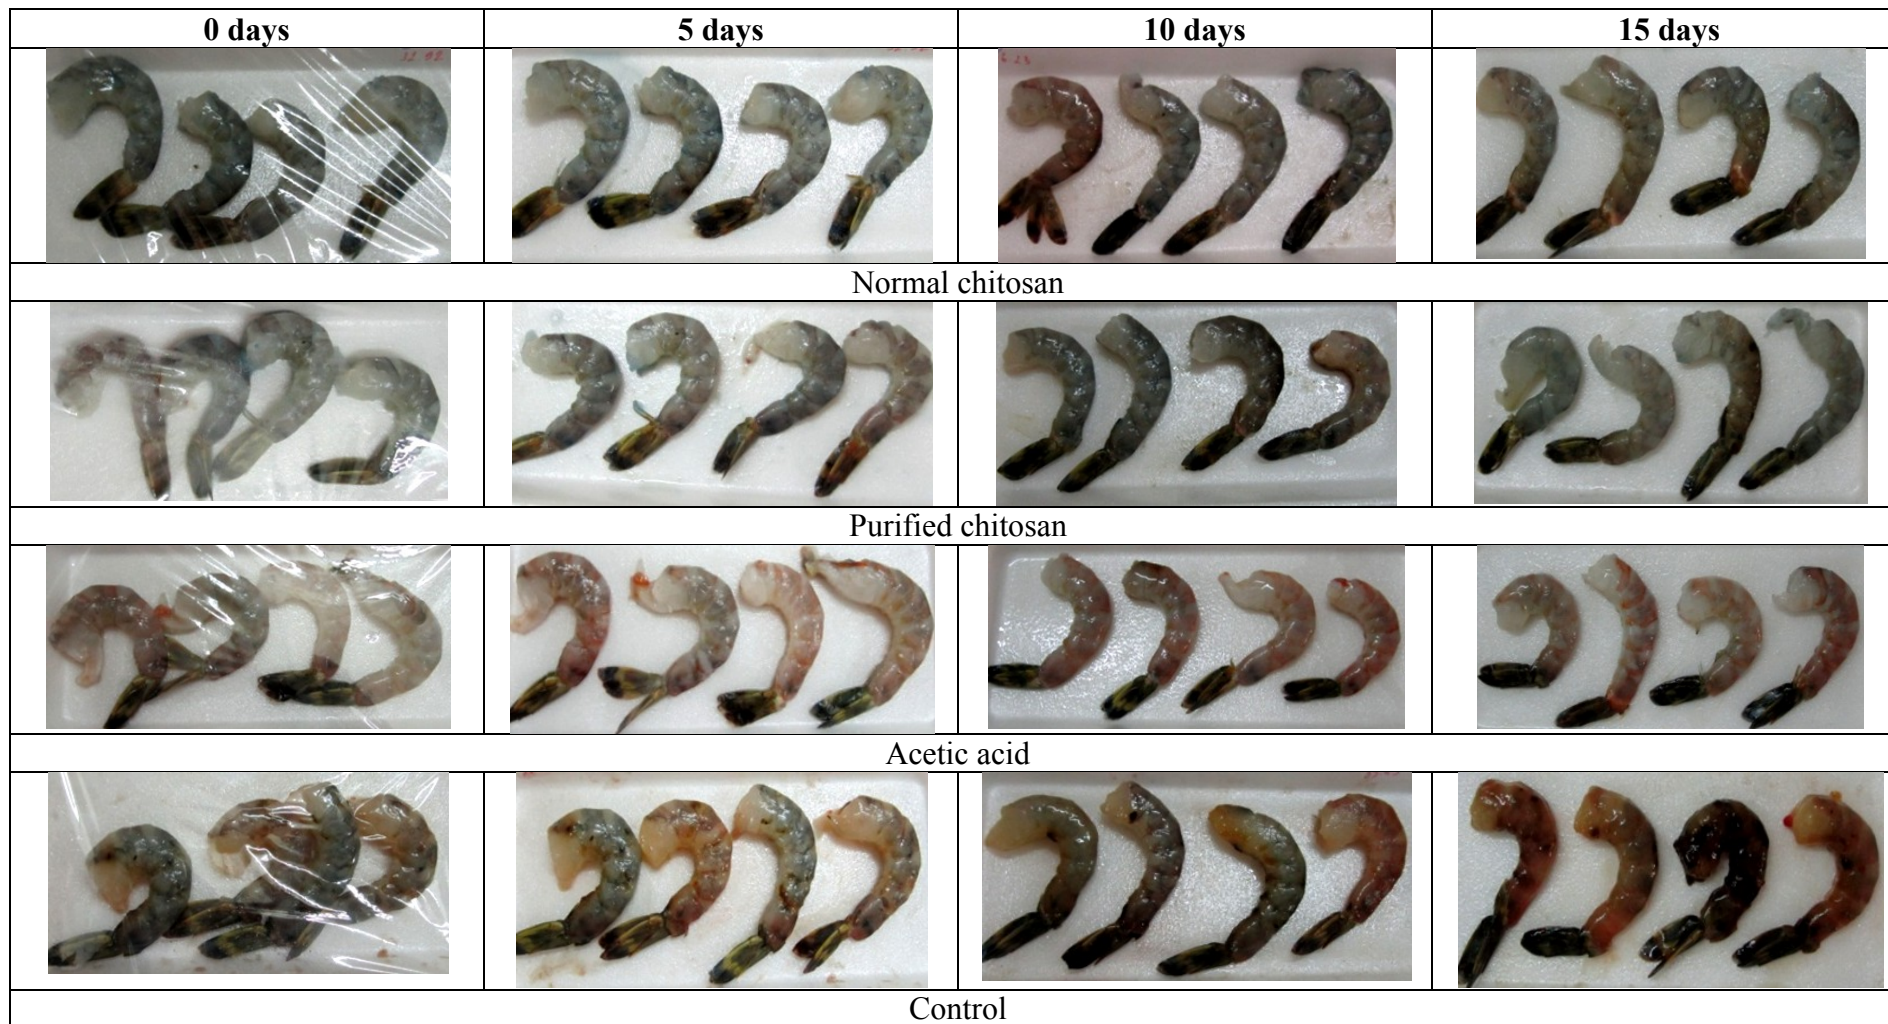 0 days 5 days 10 days 15 days
Normal chitosan
Purified chitosan
Acetic acid
Control